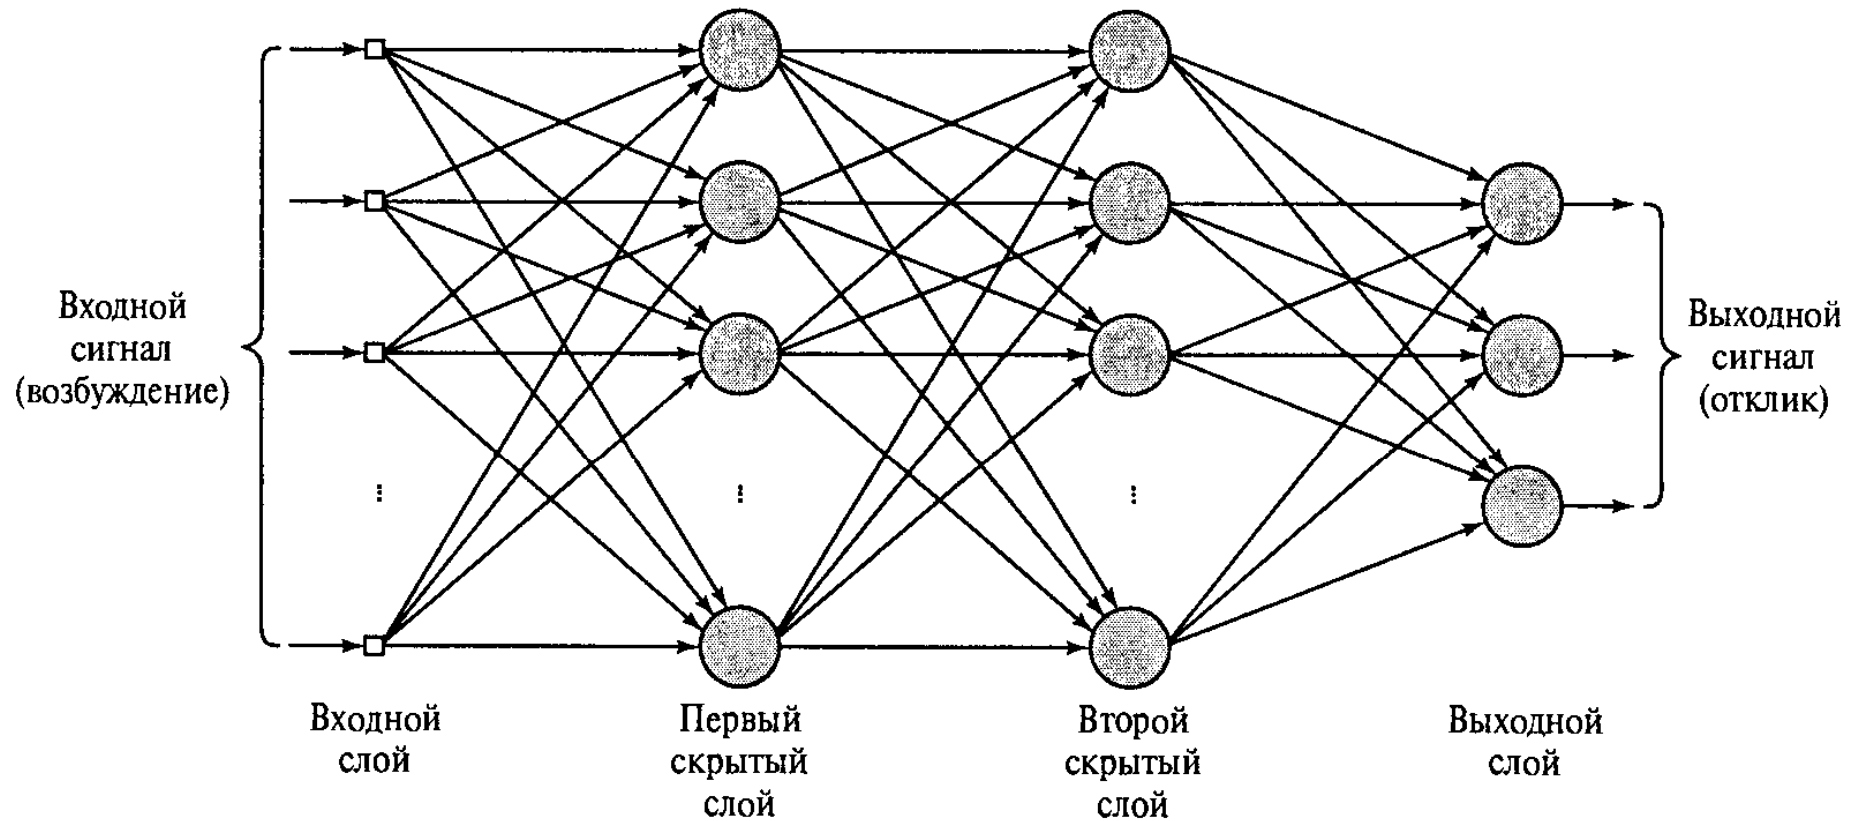 Входной
сигнал
(возбуждение)
Выходной
сигнал
(отклик)
Входной
слой
Первый
скрытый
слой
Второй
скрытый
слой
Выходной
слой